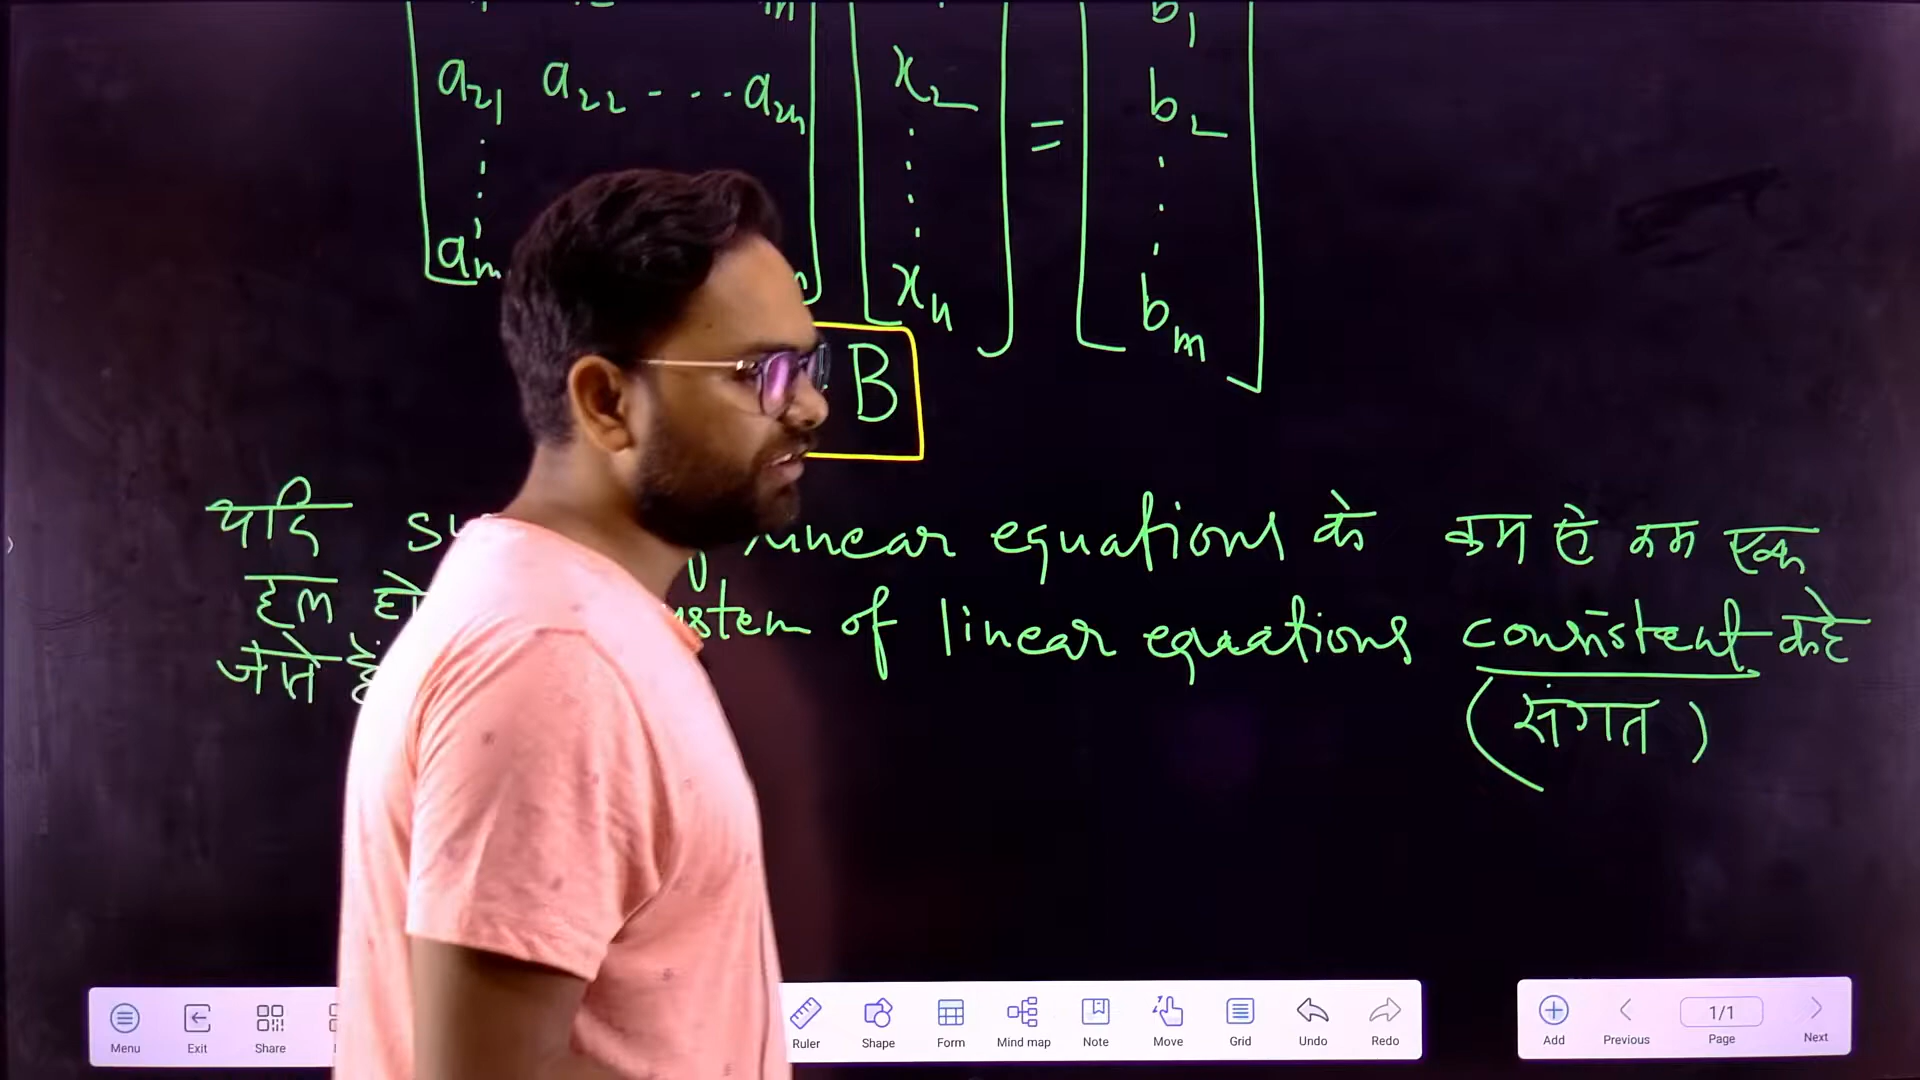 a21 a22 - - - a2n x2 = b1
b2
am xn bm
B
यदि linear equations के कम से कम एक
हल of linear equations consistent कहे
जाते हैं (संगत)
Menu Exit Share Ruler Shape Form Mind map Note Move Grid Undo Redo Add Previous 1/1 Page Next